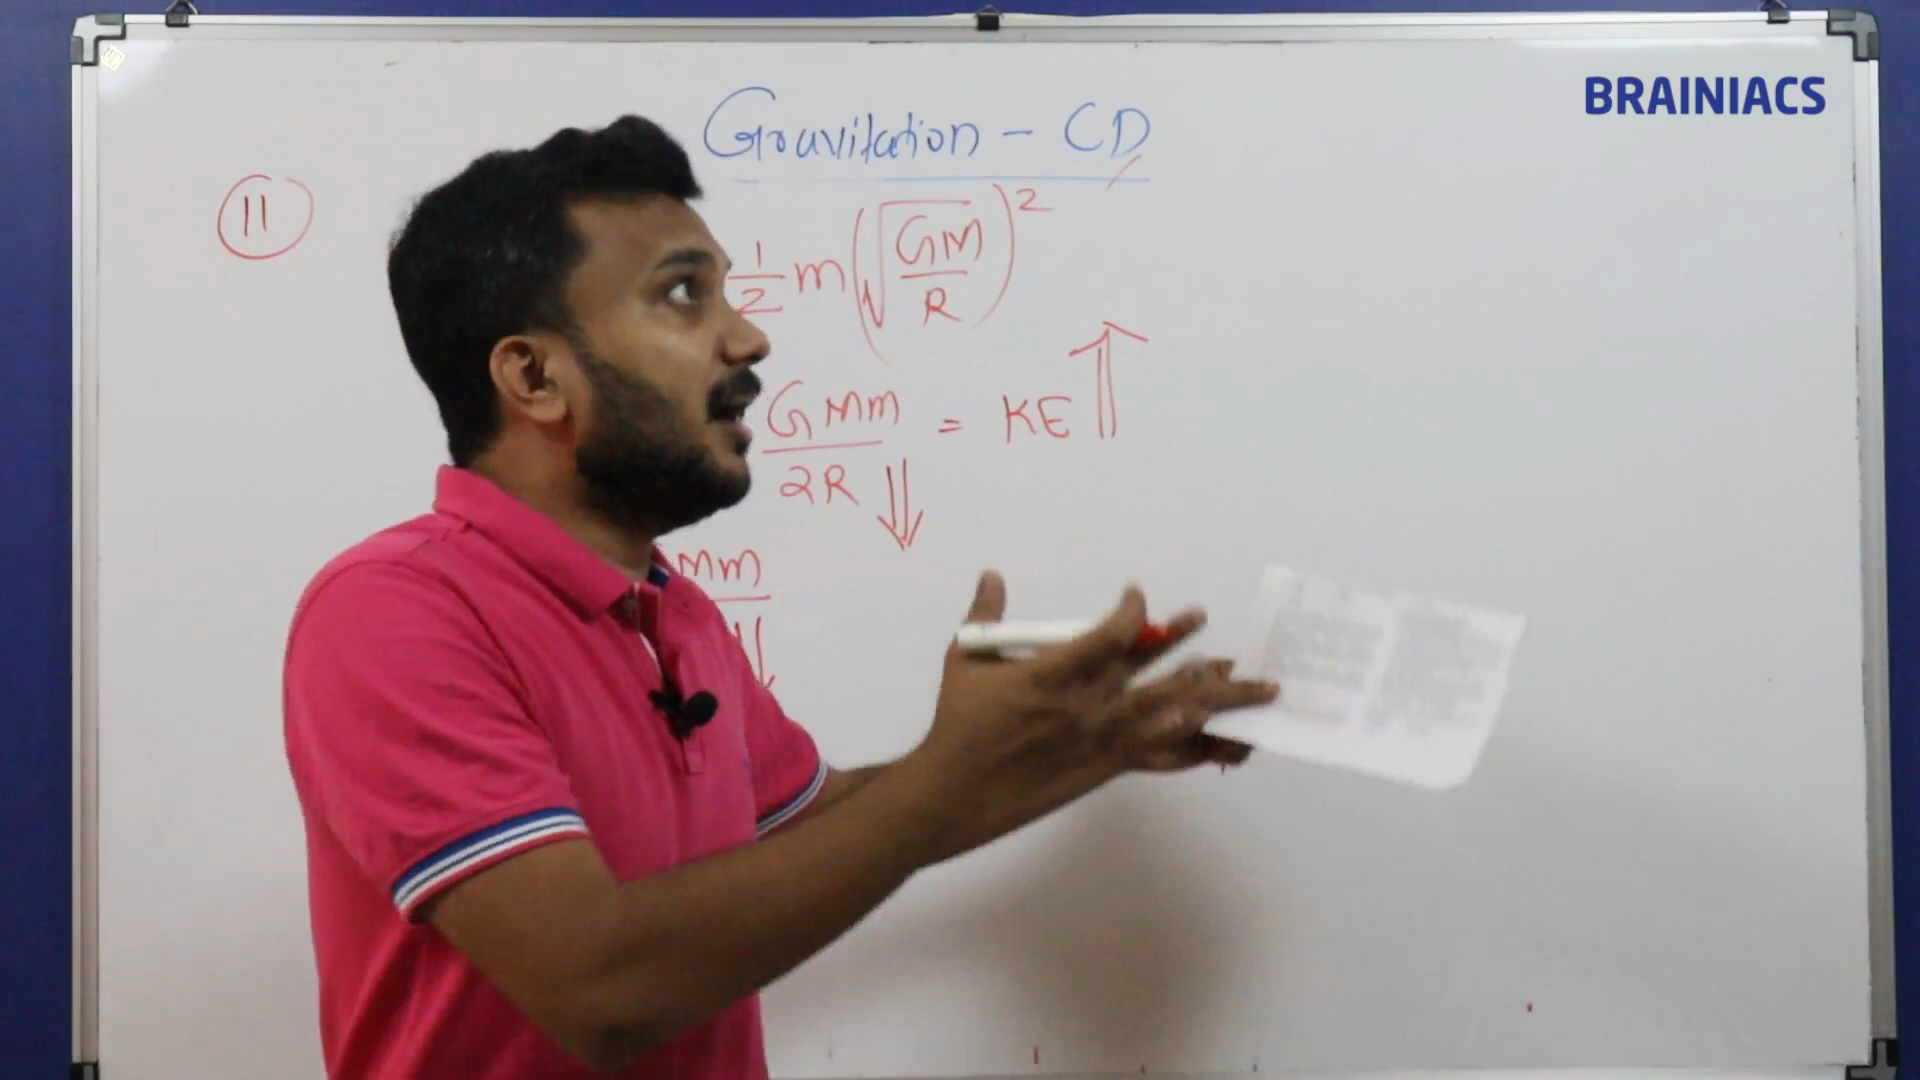 BRAINIACS
Gravitation - CD
11
1/2 m(√(GM/R))²
GMm/2R ⇓ = KE ⇑
Mm